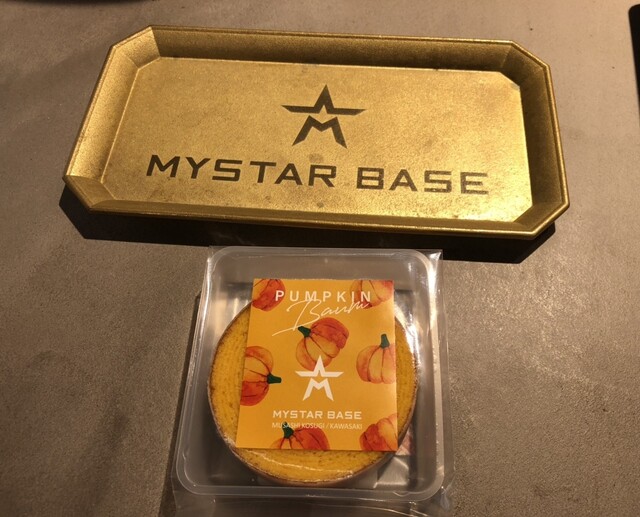 MYSTAR BASE
PUMPKIN
Baum
MYSTAR BASE
MUSASHI KOSUGI / KAWASAKI